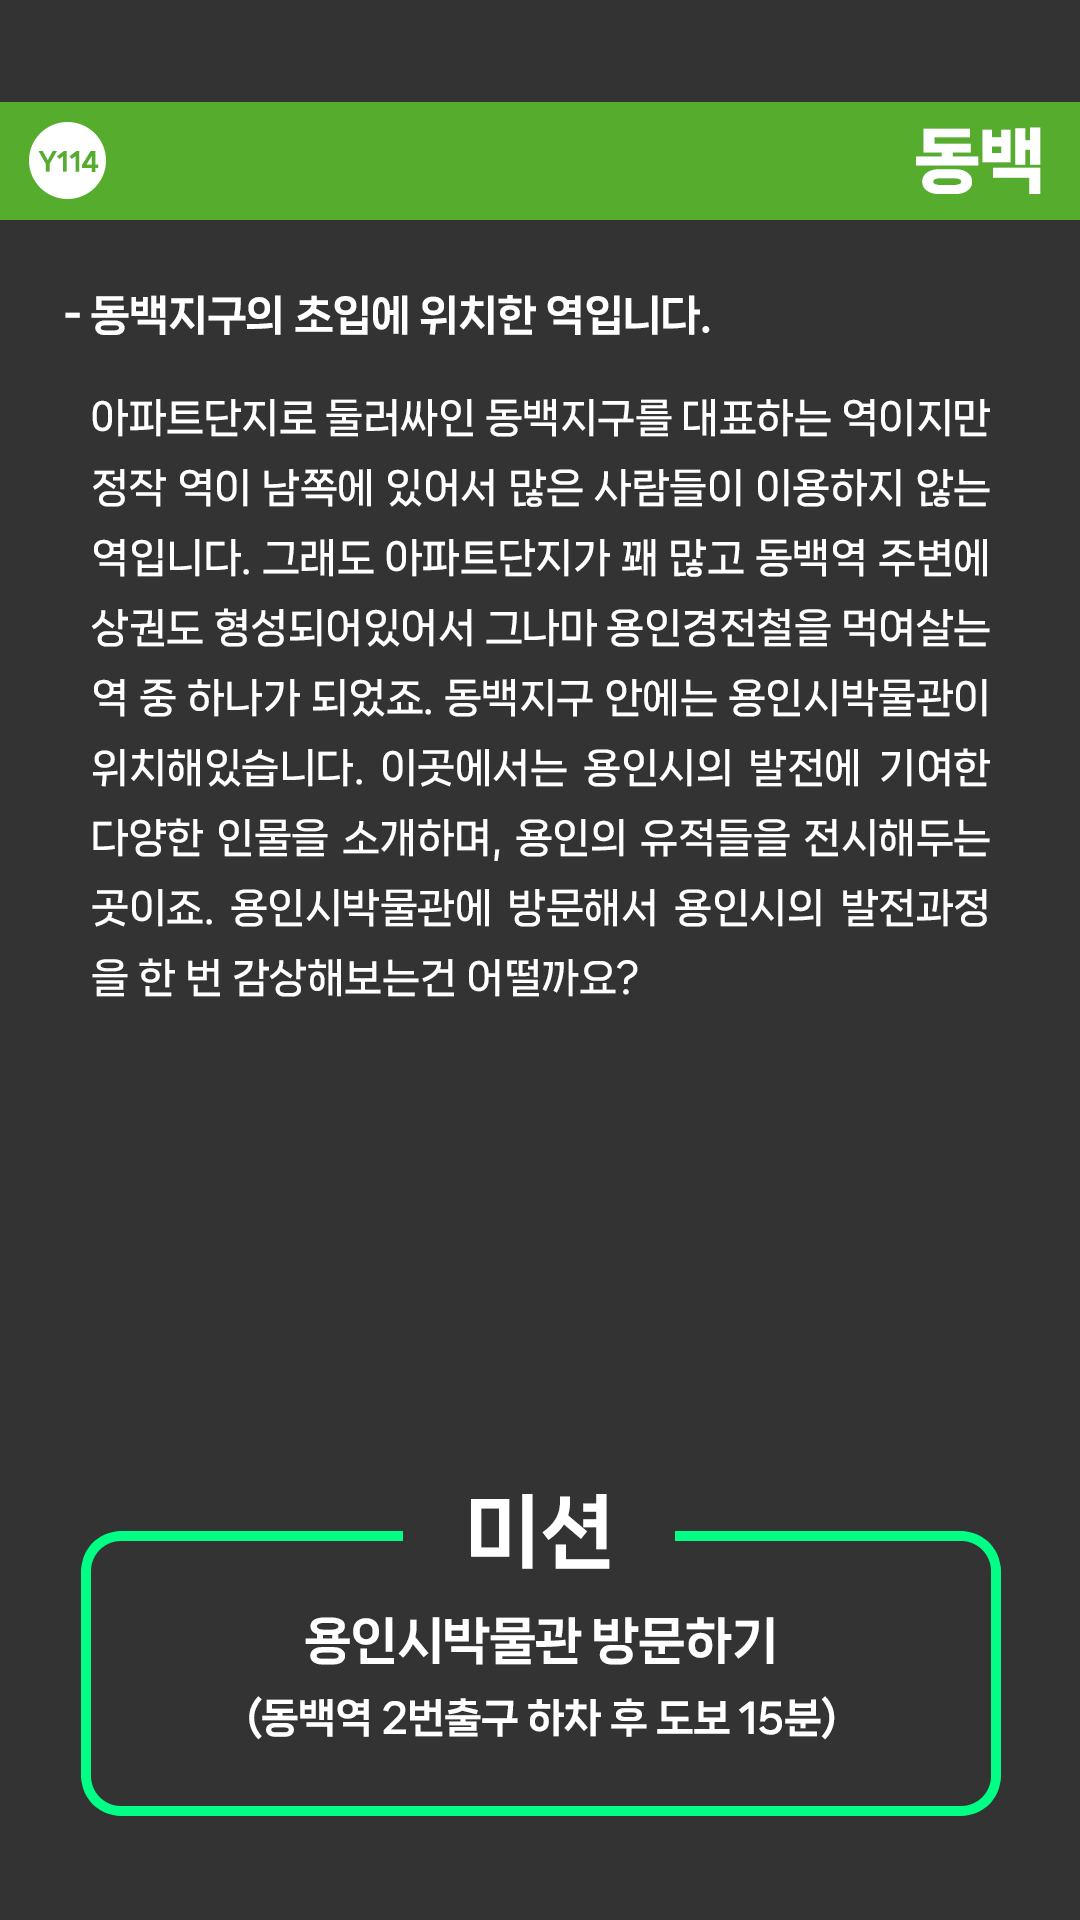 Y114
동백
- 동백지구의 초입에 위치한 역입니다.
아파트단지로 둘러싸인 동백지구를 대표하는 역이지만
정작 역이 남쪽에 있어서 많은 사람들이 이용하지 않는
역입니다. 그래도 아파트단지가 꽤 많고 동백역 주변에
상권도 형성되어있어서 그나마 용인경전철을 먹여살는
역 중 하나가 되었죠. 동백지구 안에는 용인시박물관이
위치해있습니다. 이곳에서는 용인시의 발전에 기여한
다양한 인물을 소개하며, 용인의 유적들을 전시해두는
곳이죠. 용인시박물관에 방문해서 용인시의 발전과정
을 한 번 감상해보는건 어떨까요?
미션
용인시박물관 방문하기
(동백역 2번출구 하차 후 도보 15분)